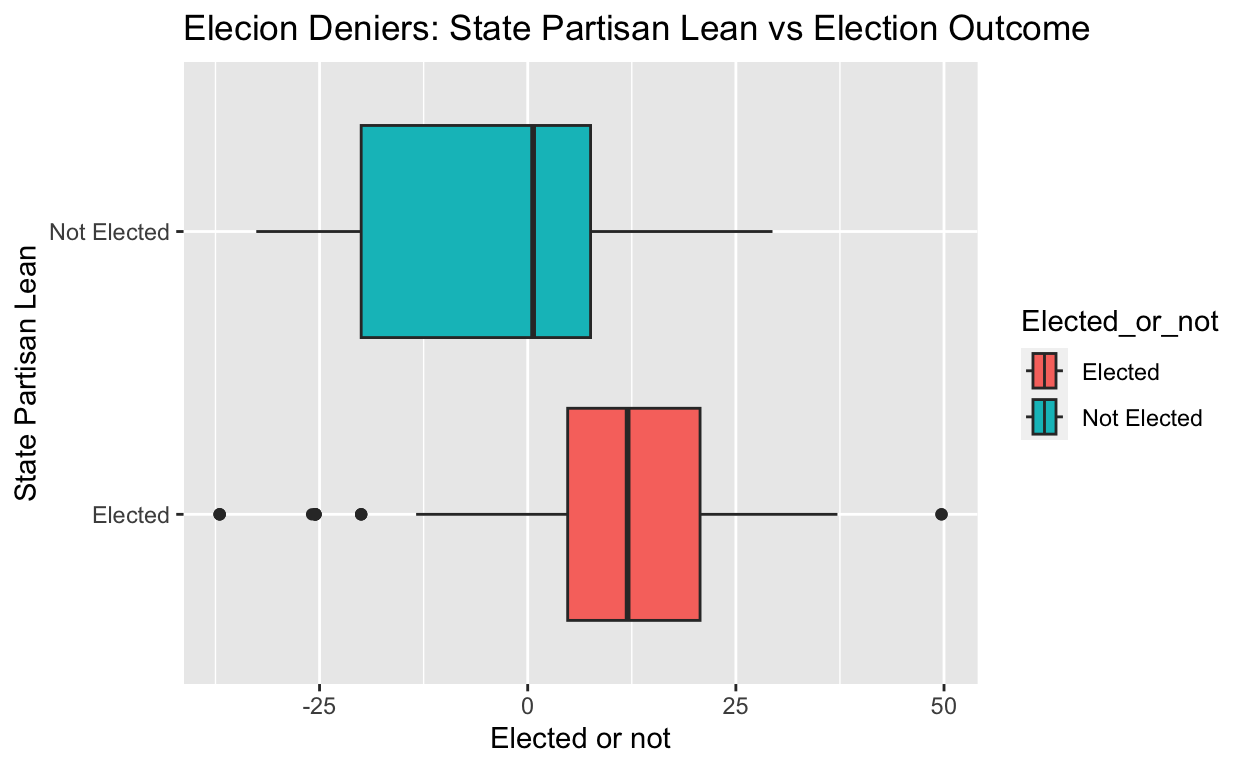 Elecion Deniers: State Partisan Lean vs Election Outcome
State Partisan Lean
Not Elected
Elected
-25 0 25 50
Elected or not
Elected_or_not
Elected
Not Elected